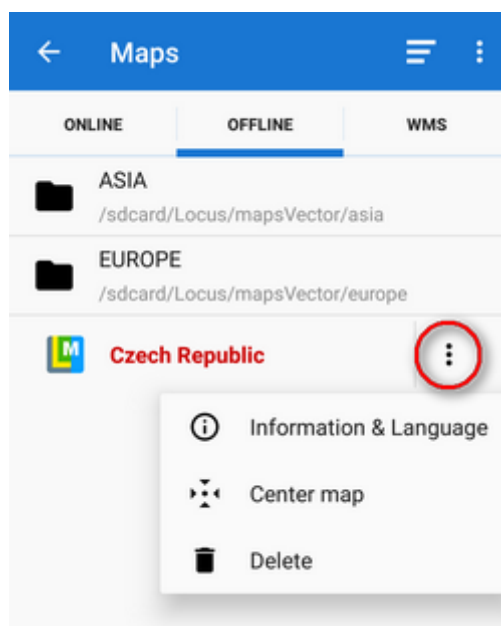 Maps
ONLINE OFFLINE WMS
ASIA
/sdcard/Locus/mapsVector/asia
EUROPE
/sdcard/Locus/mapsVector/europe
LM Czech Republic
Information & Language
Center map
Delete